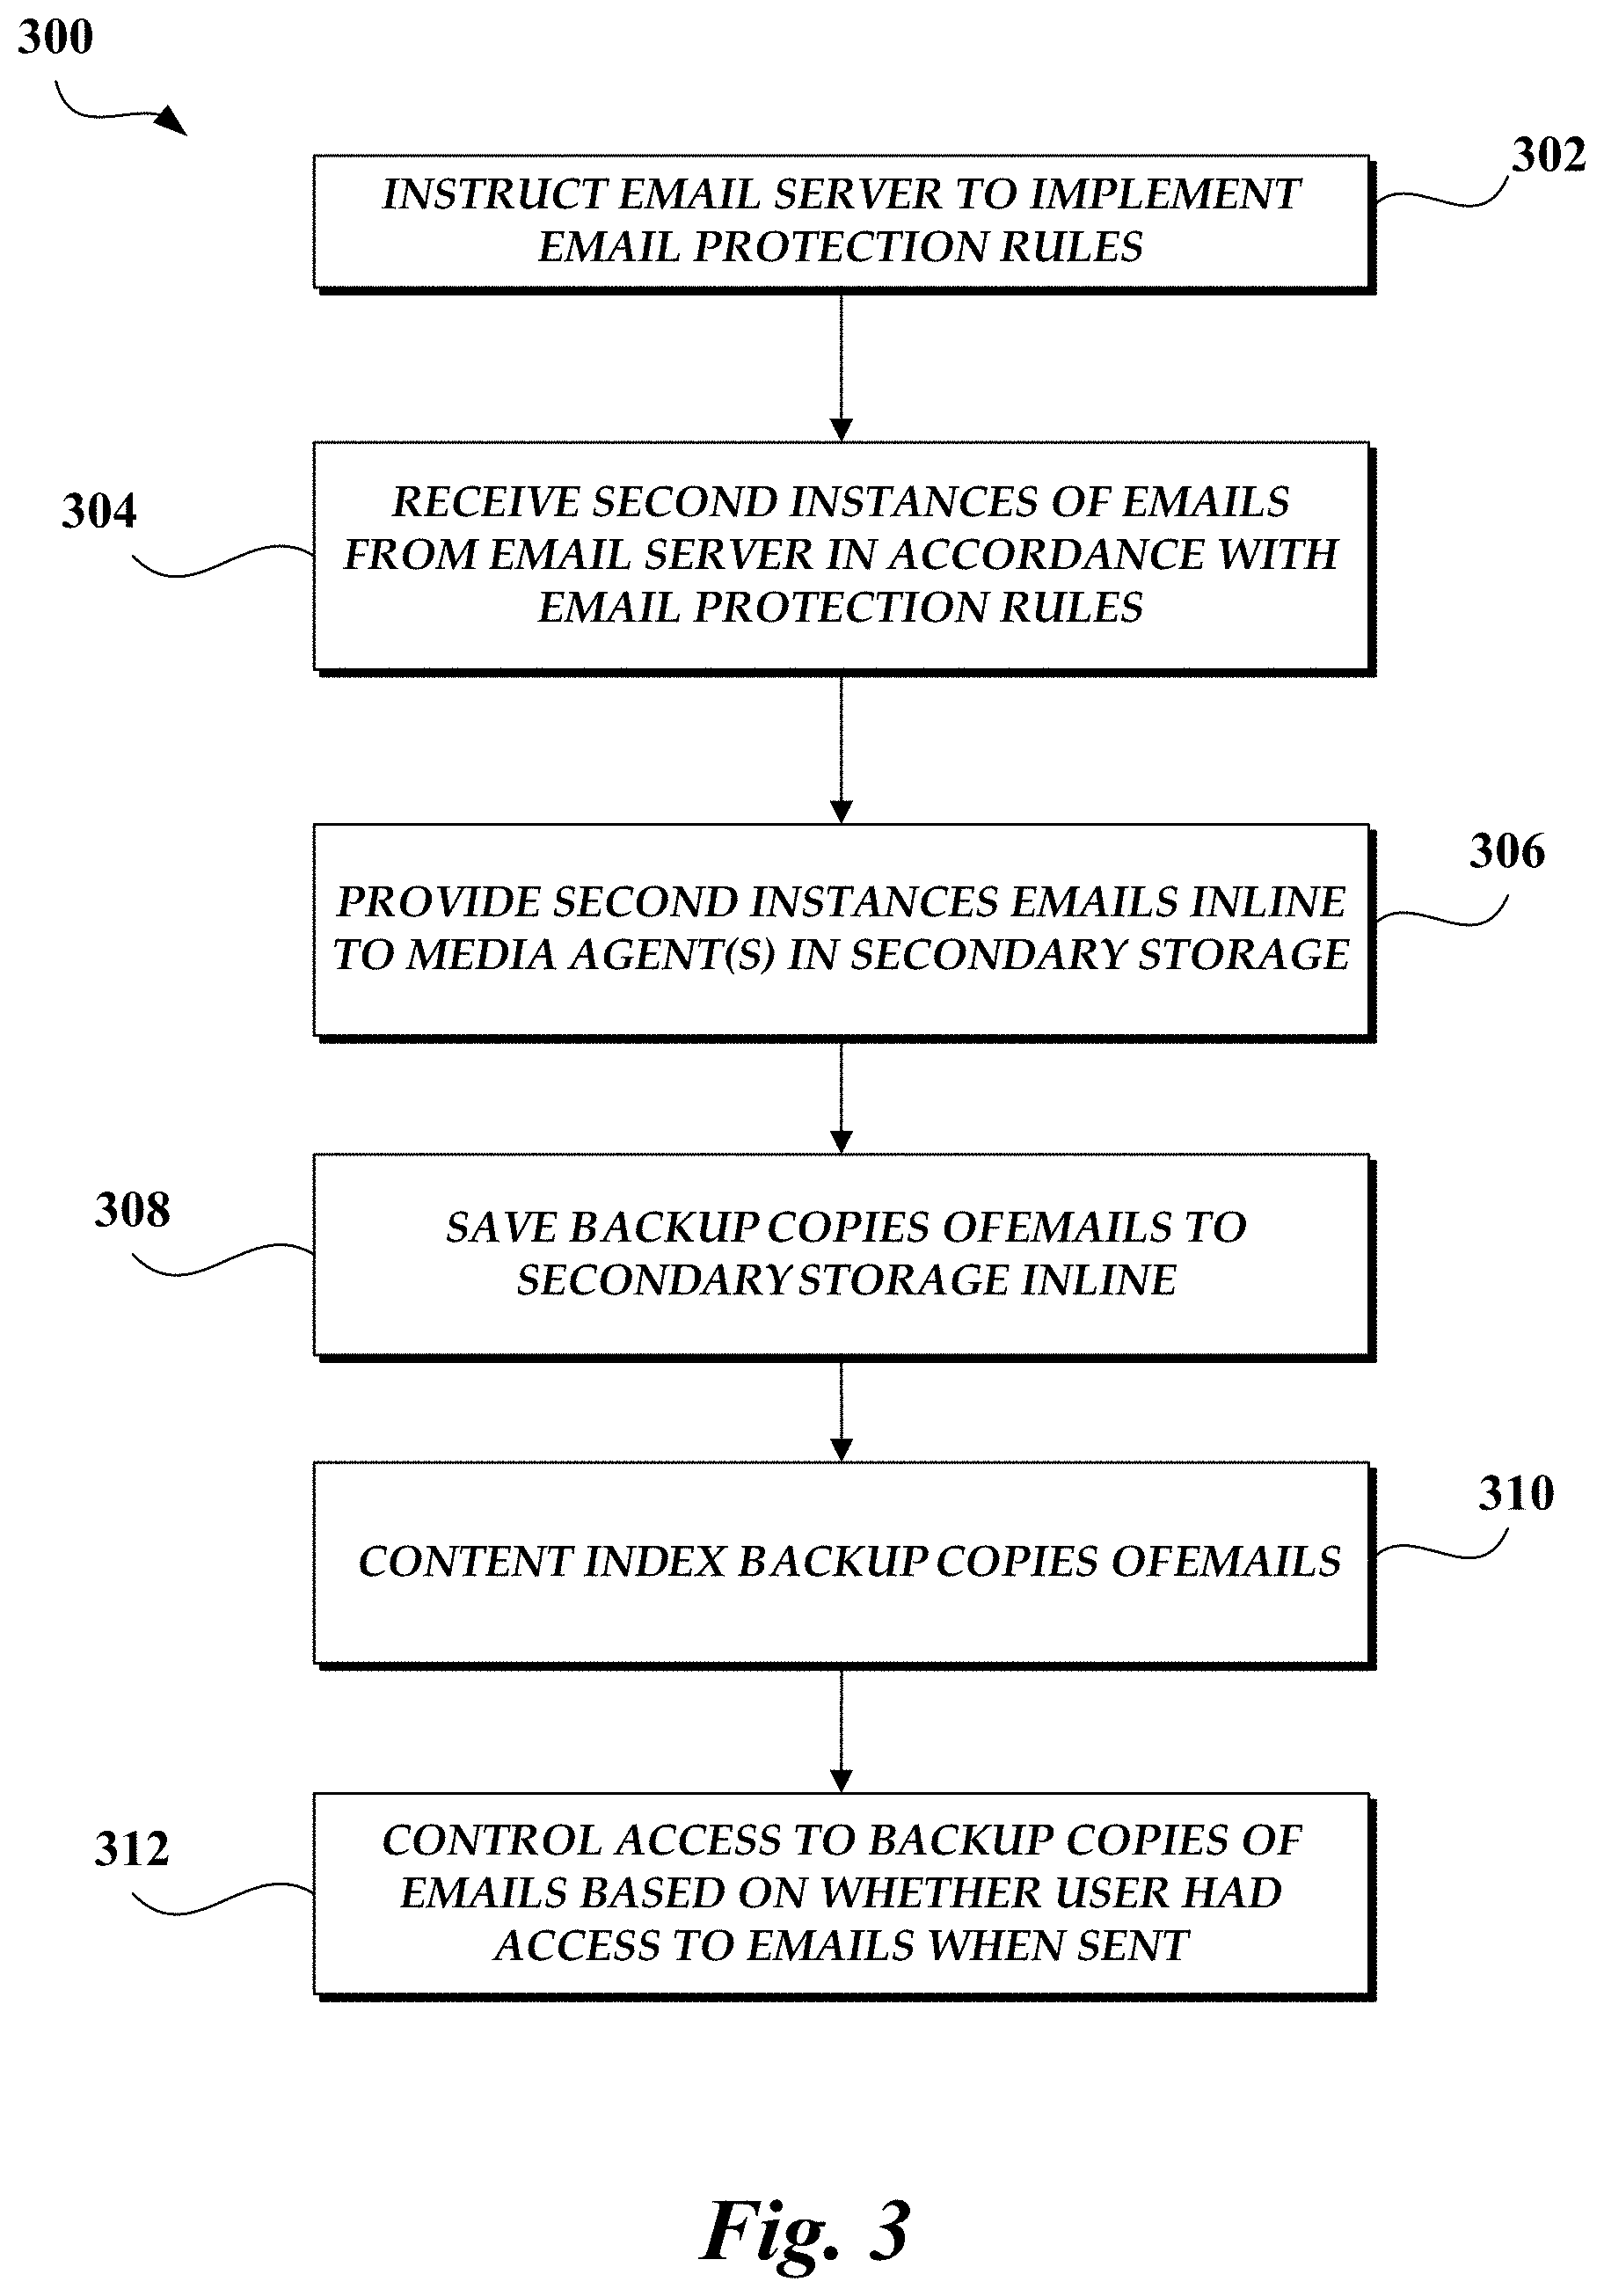 300
302
INSTRUCT EMAIL SERVER TO IMPLEMENT
EMAIL PROTECTION RULES
304
RECEIVE SECOND INSTANCES OF EMAILS
FROM EMAIL SERVER IN ACCORDANCE WITH
EMAIL PROTECTION RULES
306
PROVIDE SECOND INSTANCES EMAILS INLINE
TO MEDIA AGENT(S) IN SECONDARY STORAGE
308
SAVE BACKUP COPIES OFEMAILS TO
SECONDARY STORAGE INLINE
310
CONTENT INDEX BACKUP COPIES OFEMAILS
312
CONTROL ACCESS TO BACKUP COPIES OF
EMAILS BASED ON WHETHER USER HAD
ACCESS TO EMAILS WHEN SENT
Fig. 3